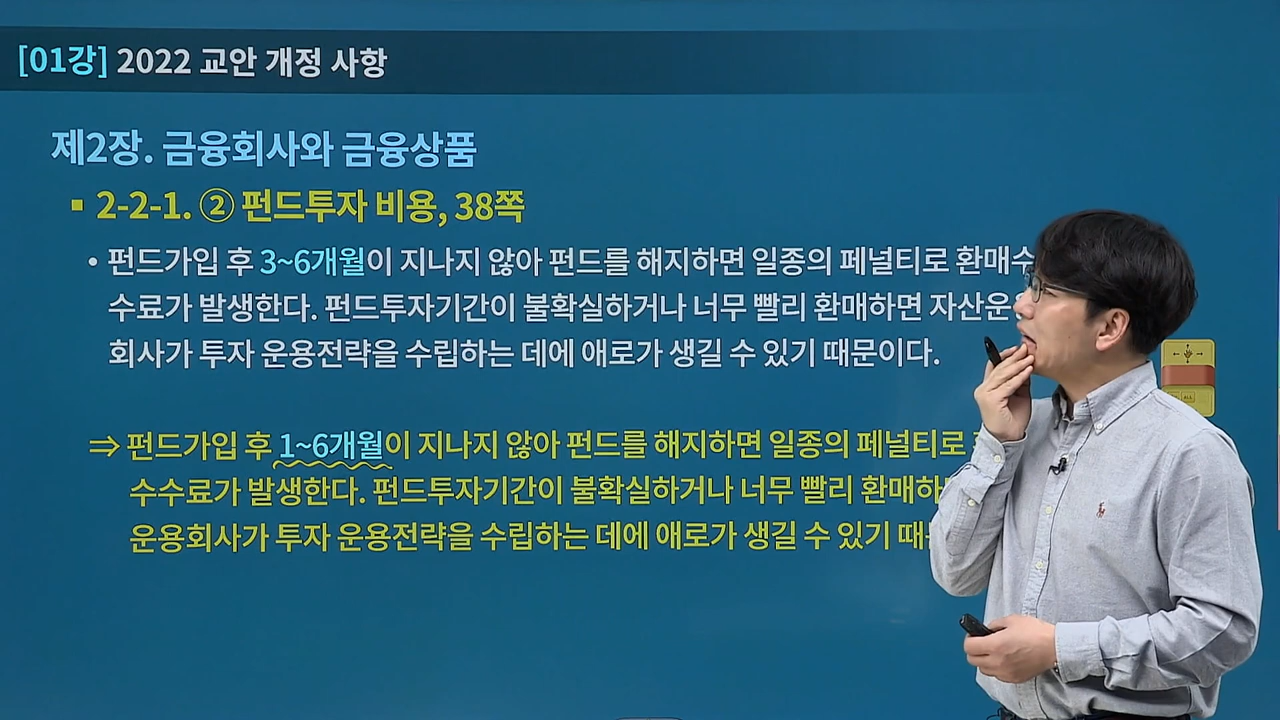 [01강] 2022 교안 개정 사항
제2장. 금융회사와 금융상품
▪ 2-2-1. ② 펀드투자 비용, 38쪽
• 펀드가입 후 3~6개월이 지나지 않아 펀드를 해지하면 일종의 페널티로 환매수
수료가 발생한다. 펀드투자기간이 불확실하거나 너무 빨리 환매하면 자산운
회사가 투자 운용전략을 수립하는 데에 애로가 생길 수 있기 때문이다.
⇒ 펀드가입 후 1~6개월이 지나지 않아 펀드를 해지하면 일종의 페널티로
수수료가 발생한다. 펀드투자기간이 불확실하거나 너무 빨리 환매하
운용회사가 투자 운용전략을 수립하는 데에 애로가 생길 수 있기 때